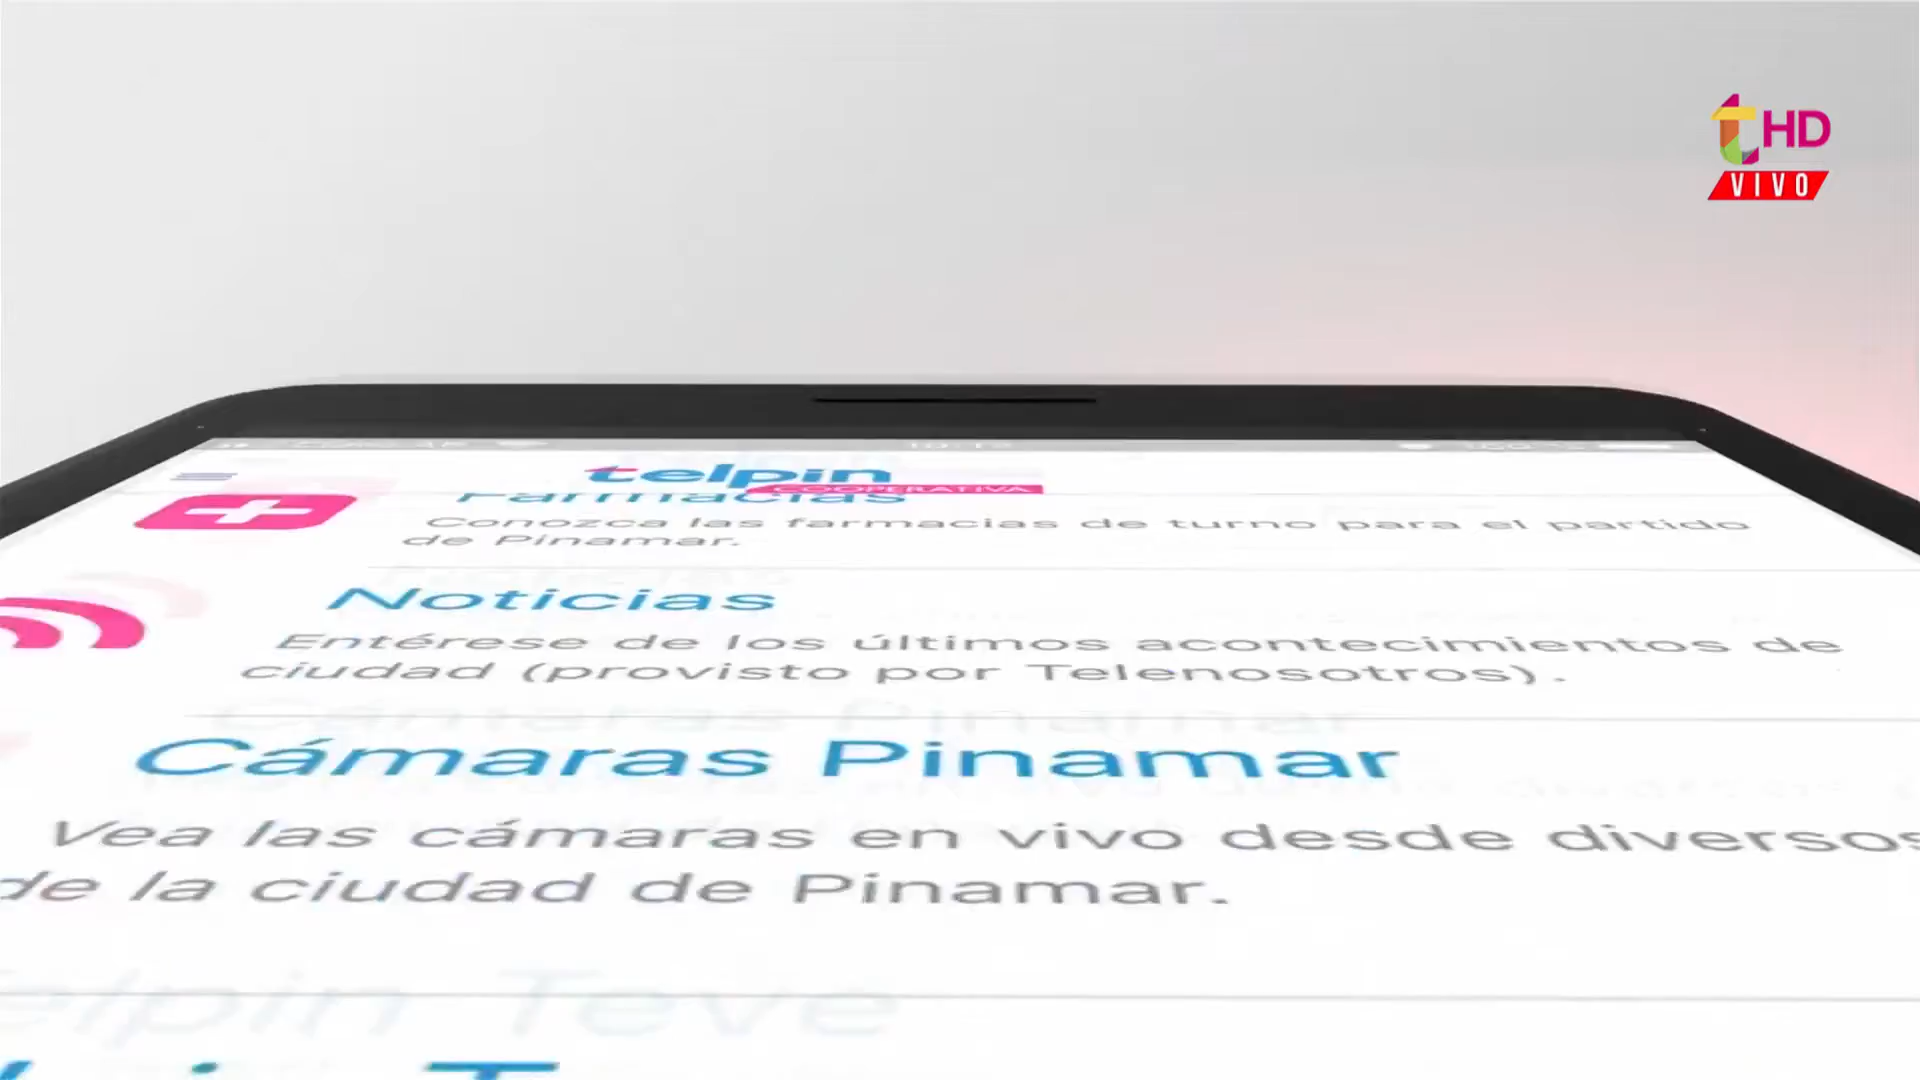 t HD
VIVO
telpin
COOPERATIVA
Farmacias
Conozca las farmacias de turno para el partido
de Pinamar.
Noticias
Entérese de los últimos acontecimientos de
ciudad (provisto por Telenosotros).
Cámaras Pinamar
Vea las cámaras en vivo desde diversos
de la ciudad de Pinamar.
Teve